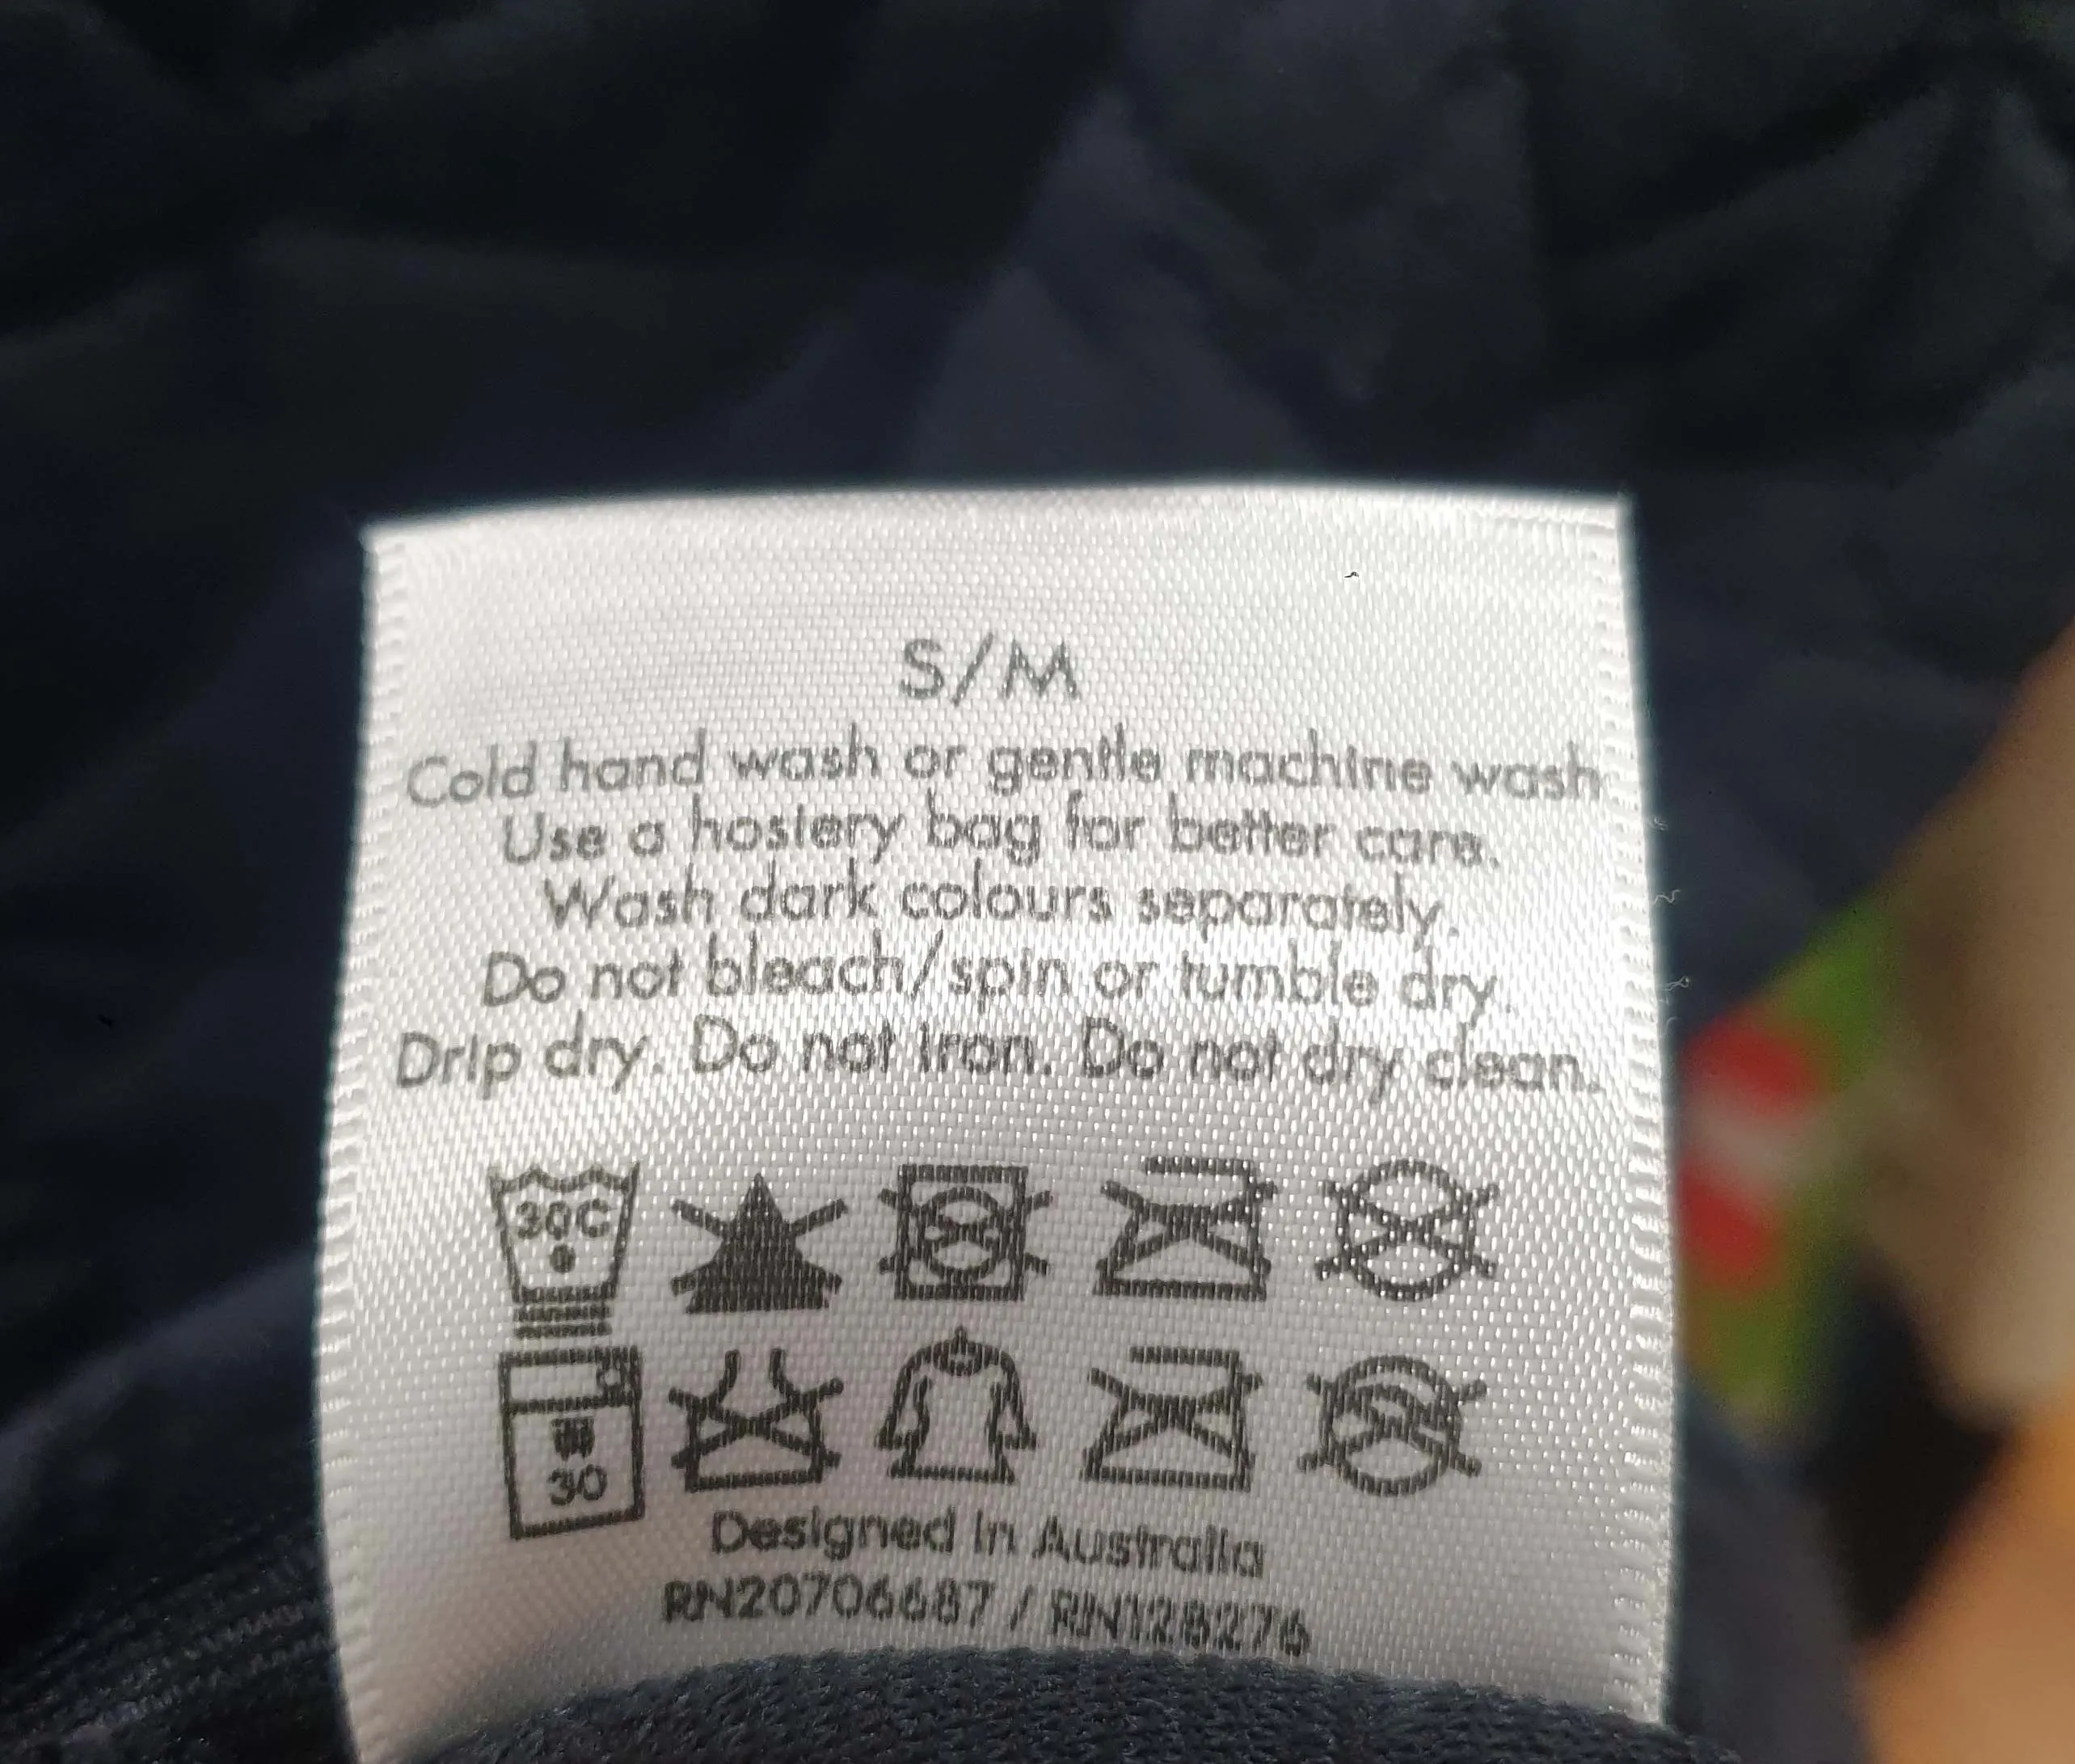 S/M
Cold hand wash or gentle machine wash
Use a hosiery bag for better care.
Wash dark colours separately.
Do not bleach/spin or tumble dry.
Drip dry. Do not iron. Do not dry clean.
30C
30
Designed in Australia
RN20706687 / RN128276